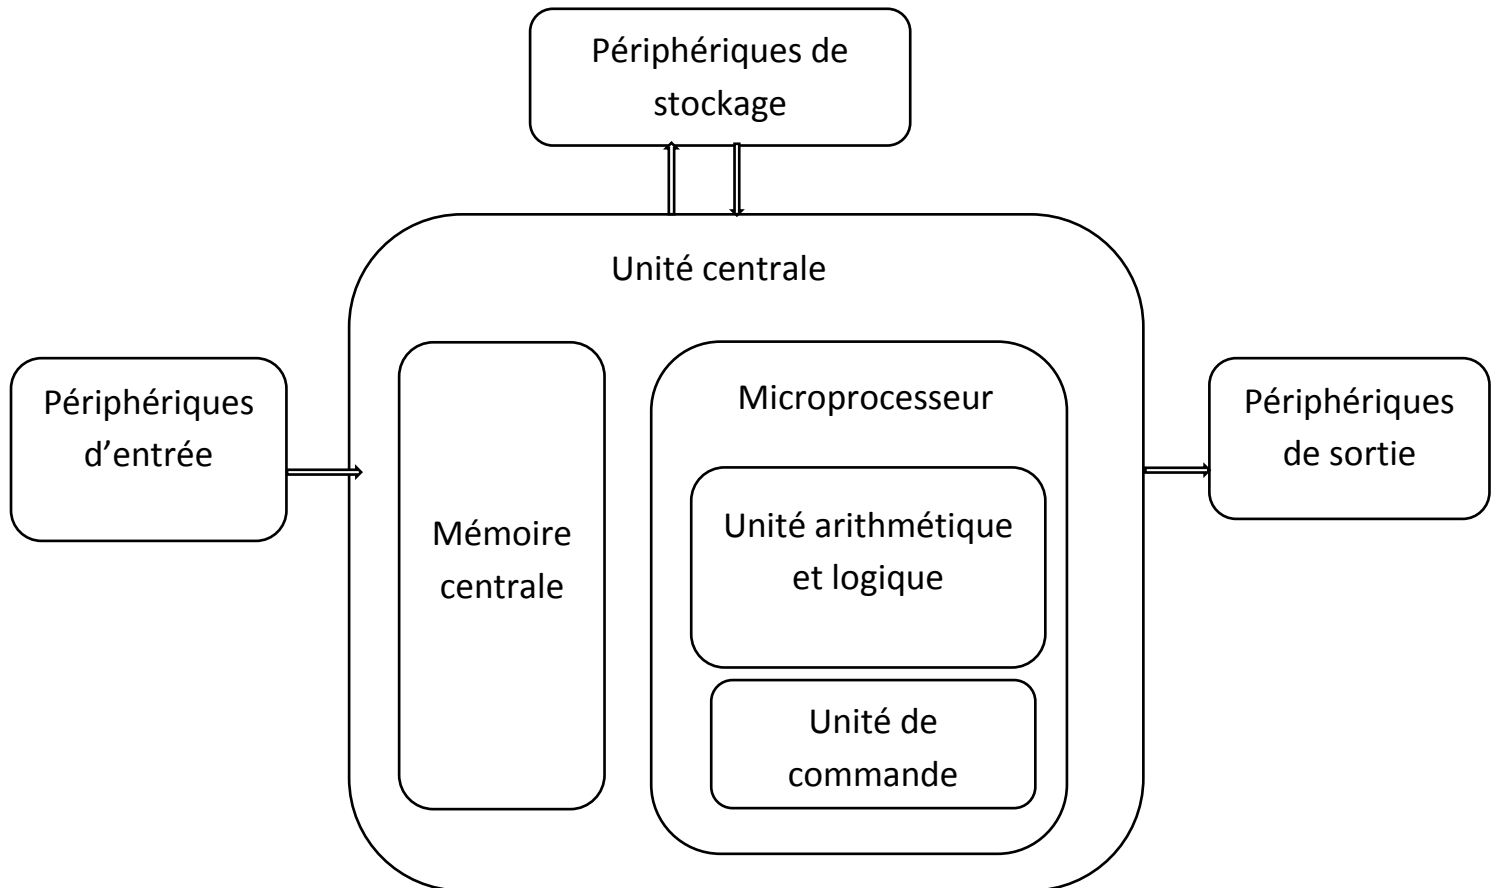 Périphériques de
stockage
Unité centrale
Périphériques
d’entrée
Mémoire
centrale
Microprocesseur
Unité arithmétique
et logique
Unité de
commande
Périphériques
de sortie